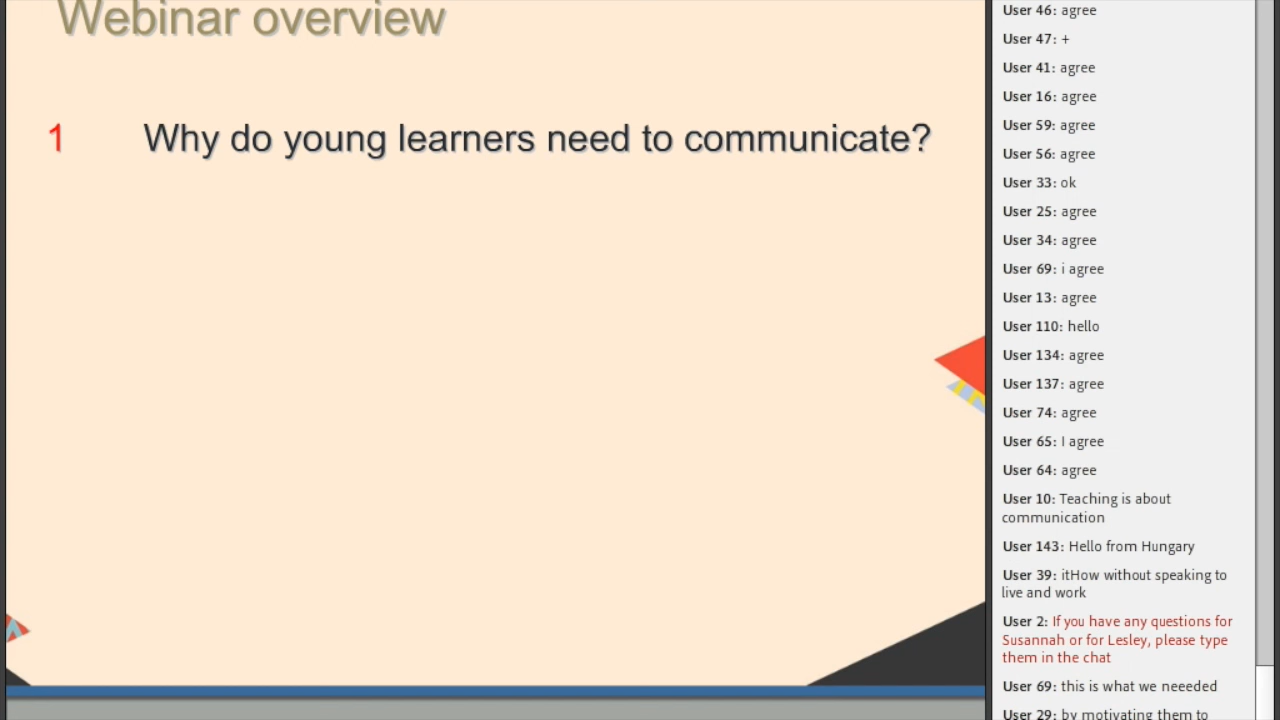 Webinar overview
1 Why do young learners need to communicate?
User 46: agree
User 47: +
User 41: agree
User 16: agree
User 59: agree
User 56: agree
User 33: ok
User 25: agree
User 34: agree
User 69: i agree
User 13: agree
User 110: hello
User 134: agree
User 137: agree
User 74: agree
User 65: I agree
User 64: agree
User 10: Teaching is about
communication
User 143: Hello from Hungary
User 39: itHow without speaking to
live and work
User 2: If you have any questions for
Susannah or for Lesley, please type
them in the chat
User 69: this is what we neeeded
User 29: by motivating them to